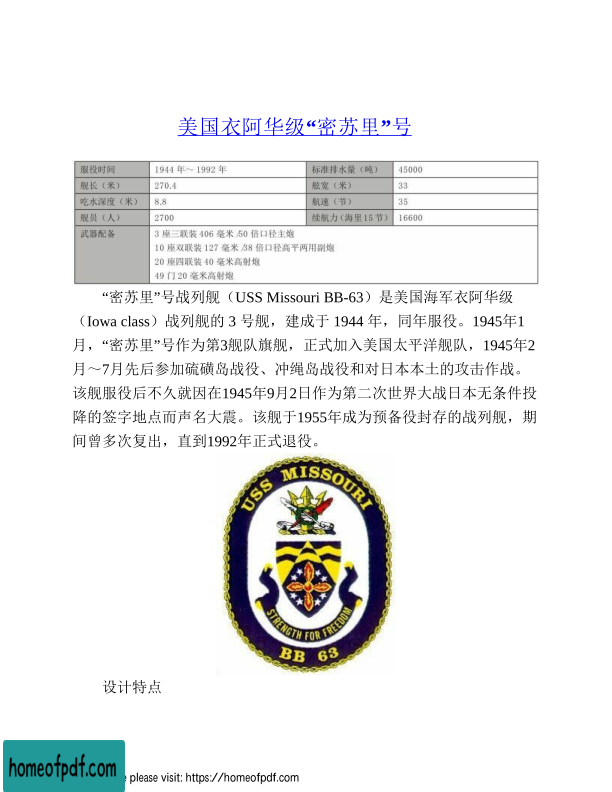 美国衣阿华级“密苏里”号
服役时间 1944 年～ 1992 年 标准排水量（吨） 45000
舰长（米） 270.4 舷宽（米） 33
吃水深度（米） 8.8 航速（节） 35
舰员（人） 2700 续航力（海里 15 节） 16600
武器配备 3 座三联装 406 毫米 /50 倍口径主炮
10 座双联装 127 毫米 /38 倍口径高平两用副炮
20 座四联装 40 毫米高射炮
49 门 20 毫米高射炮
“密苏里”号战列舰（USS Missouri BB-63）是美国海军衣阿华级
（Iowa class）战列舰的 3 号舰，建成于 1944 年，同年服役。1945年1
月，“密苏里”号作为第3舰队旗舰，正式加入美国太平洋舰队，1945年2
月～7月先后参加硫磺岛战役、冲绳岛战役和对日本本土的攻击作战。
该舰服役后不久就因在1945年9月2日作为第二次世界大战日本无条件投
降的签字地点而声名大震。该舰于1955年成为预备役封存的战列舰，期
间曾多次复出，直到1992年正式退役。
USS MISSOURI
STRENGTH FOR FREEDOM
BB 63
设计特点
homeofpdf.com
please visit: https://homeofpdf.com